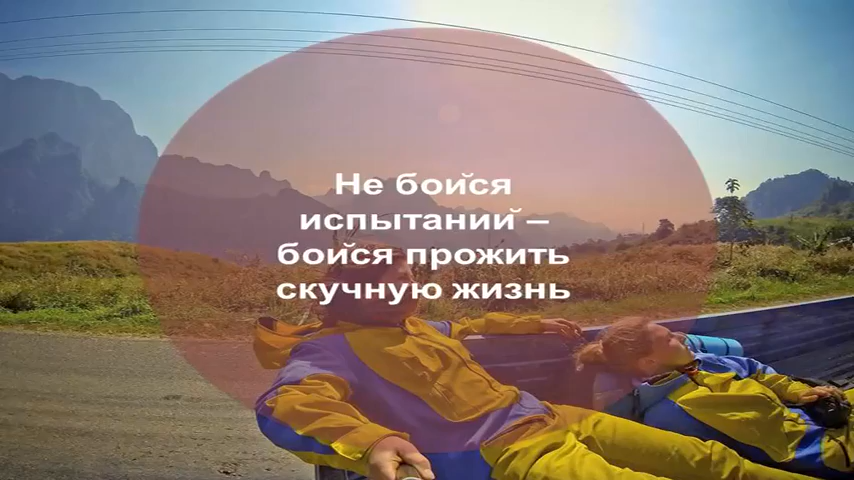 Не бойся
испытаний –
бойся прожить
скучную жизнь